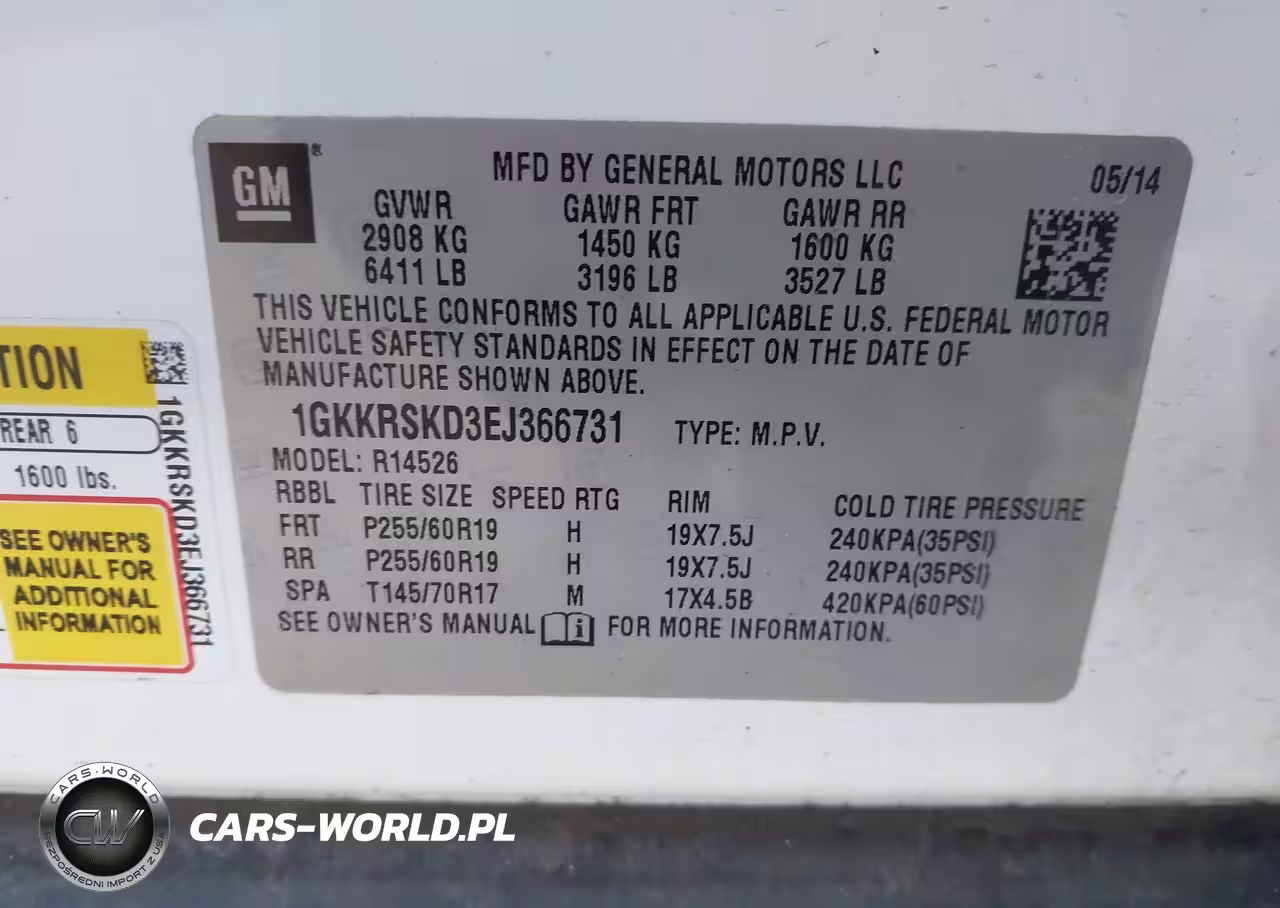 GM
MFD BY GENERAL MOTORS LLC 05/14
GVWR GAWR FRT GAWR RR
2908 KG 1450 KG 1600 KG
6411 LB 3196 LB 3527 LB
THIS VEHICLE CONFORMS TO ALL APPLICABLE U.S. FEDERAL MOTOR
VEHICLE SAFETY STANDARDS IN EFFECT ON THE DATE OF
MANUFACTURE SHOWN ABOVE.
1GKKRSKD3EJ366731 TYPE: M.P.V.
MODEL: R14526
RBBL TIRE SIZE SPEED RTG RIM COLD TIRE PRESSURE
FRT P255/60R19 H 19X7.5J 240KPA(35PSI)
RR P255/60R19 H 19X7.5J 240KPA(35PSI)
SPA T145/70R17 M 17X4.5B 420KPA(60PSI)
SEE OWNER'S MANUAL i FOR MORE INFORMATION.
TION
REAR 6
1600 lbs.
SEE OWNER'S
MANUAL FOR
ADDITIONAL
INFORMATION
1GKKRSKD3EJ366731
CARS-WORLD
CW
BEZPOŚREDNI IMPORT Z USA
CARS-WORLD.PL